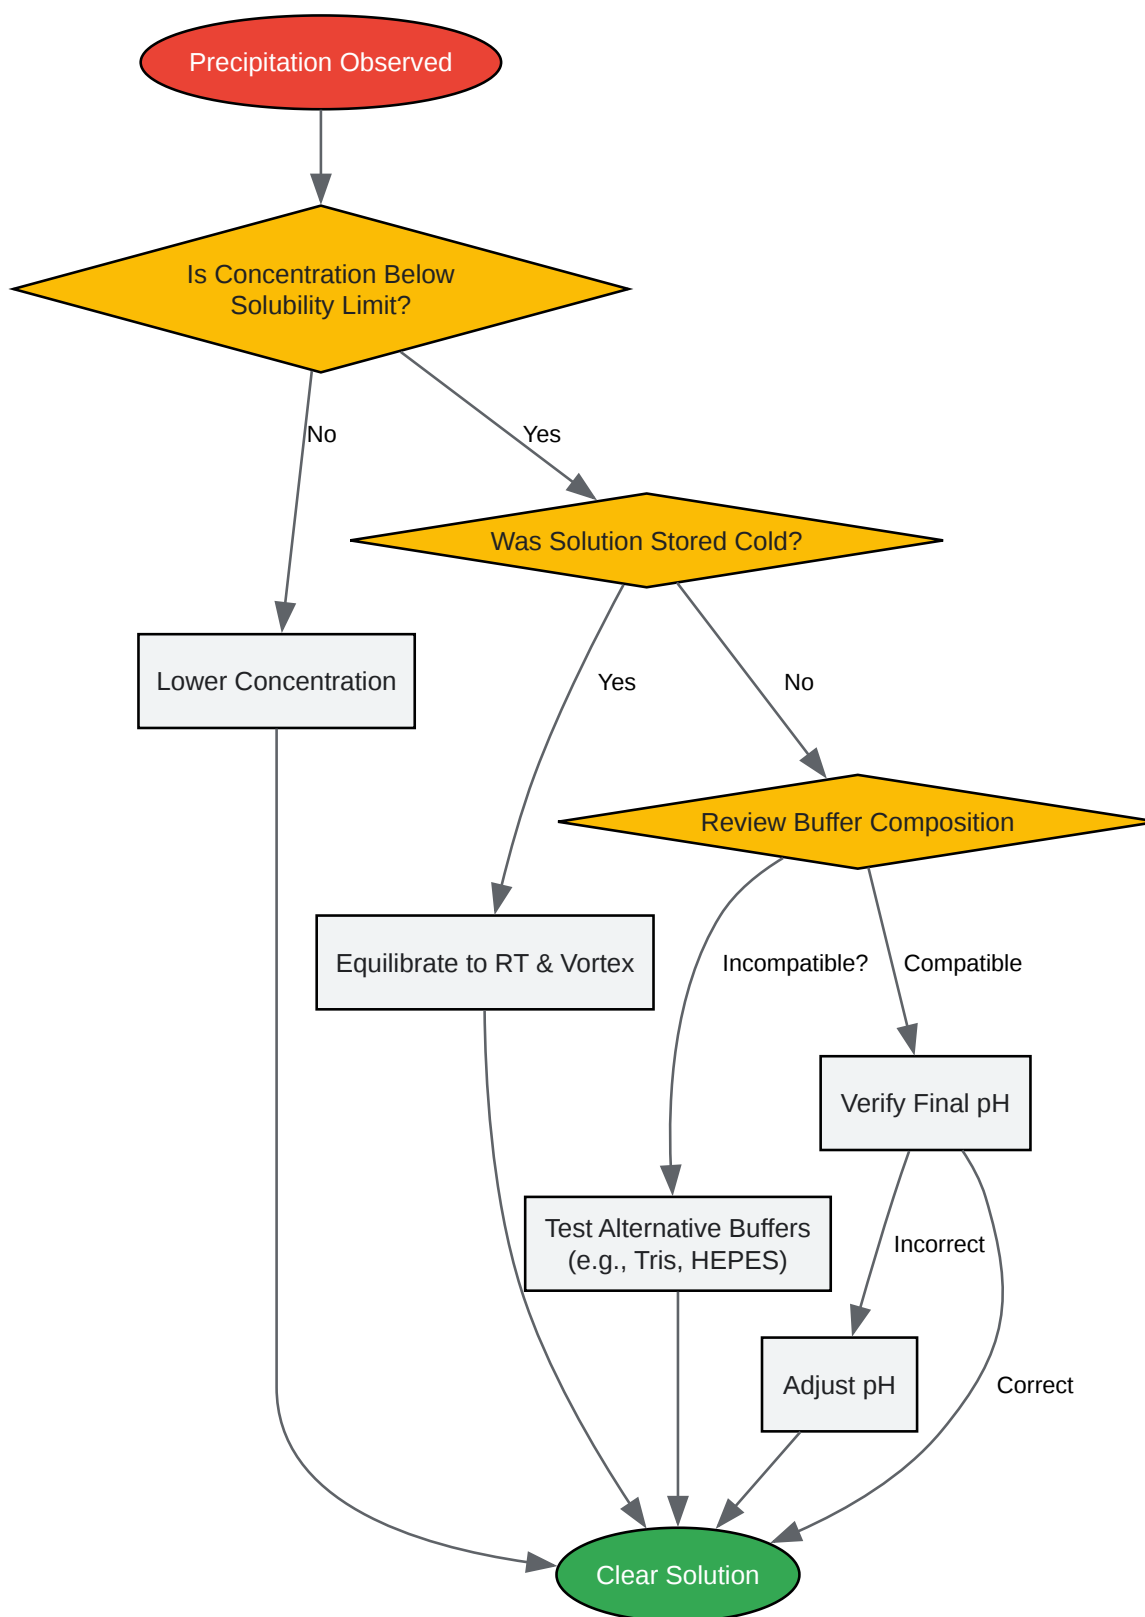 Precipitation Observed
Is Concentration Below
Solubility Limit?
No
Yes
Was Solution Stored Cold?
Lower Concentration
Yes
No
Review Buffer Composition
Equilibrate to RT & Vortex
Incompatible?
Compatible
Verify Final pH
Test Alternative Buffers
(e.g., Tris, HEPES)
Incorrect
Adjust pH
Correct
Clear Solution